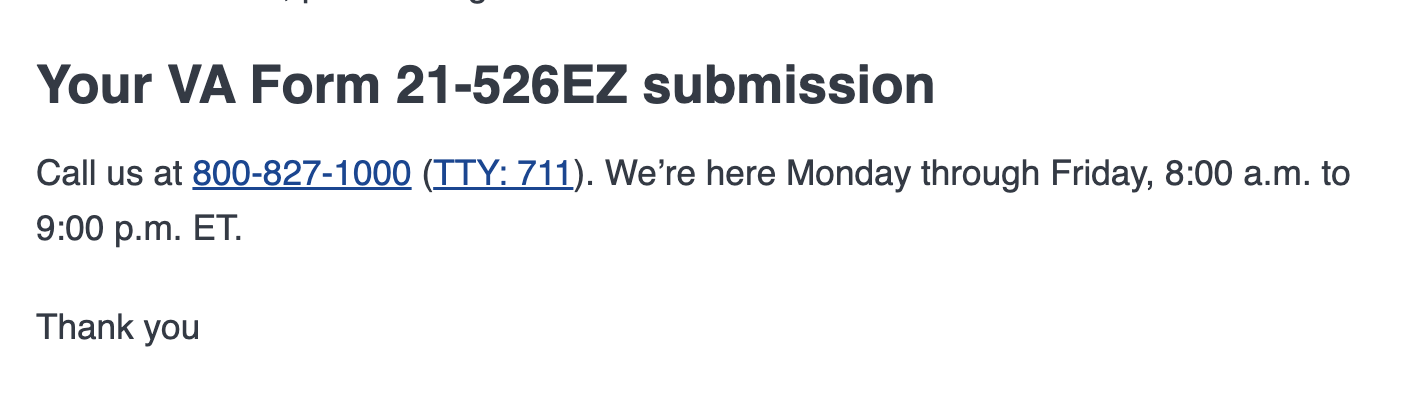 Your VA Form 21-526EZ submission
Call us at 800-827-1000 (TTY: 711). We’re here Monday through Friday, 8:00 a.m. to
9:00 p.m. ET.
Thank you